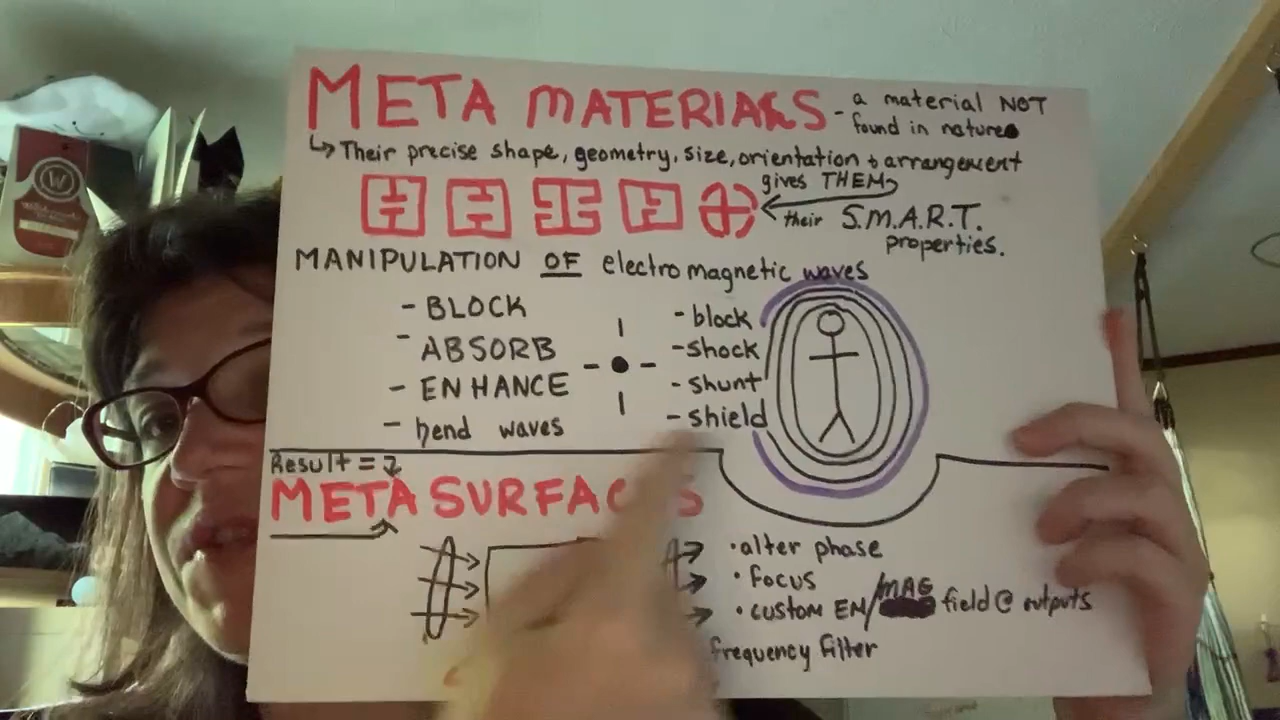 META MATERIALS - a material NOT
found in nature
↳ Their precise shape, geometry, size, orientation + arrangement
gives THEM
their S.M.A.R.T.
properties.
MANIPULATION OF electromagnetic waves
- BLOCK
- ABSORB
- ENHANCE
- bend waves
- block
- shock
- shunt
- shield
Result =
META SURFACES
• alter phase
• FOCUS
• CUSTOM EM/MAG field @ outputs
frequency filter
W